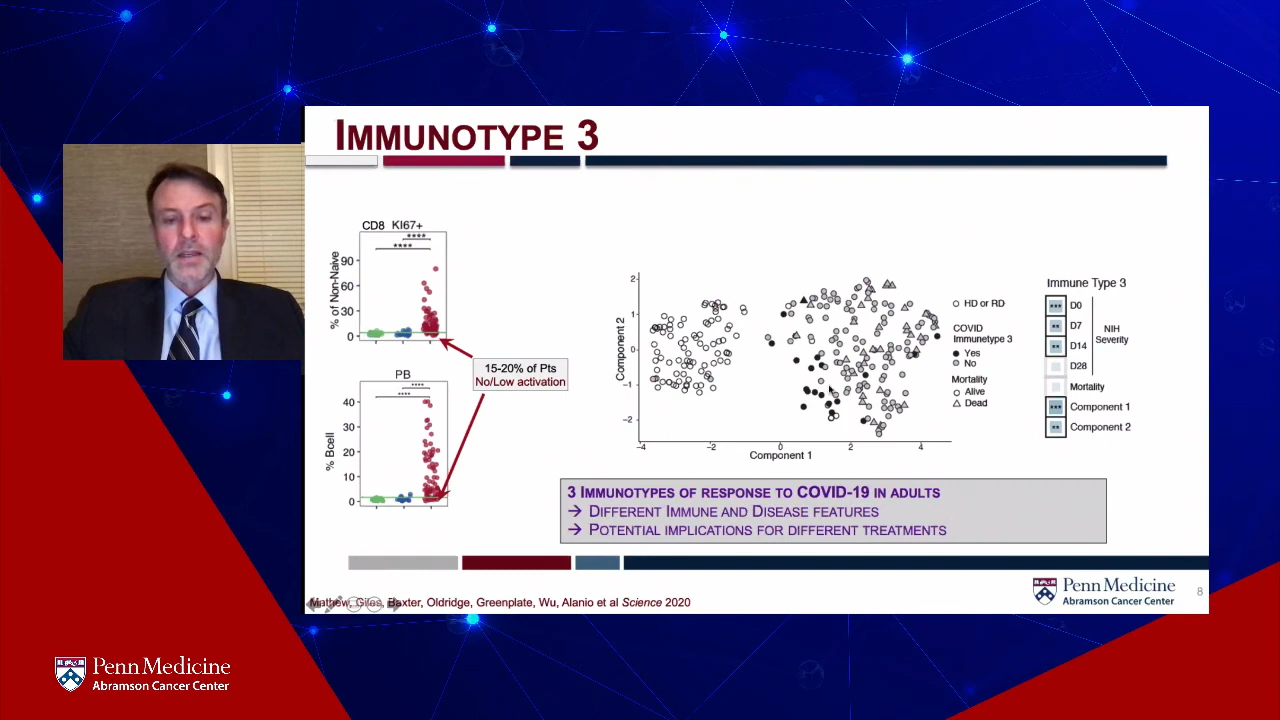 IMMUNOTYPE 3
CD8 KI67+
****
****
% of Non-Naive
90
60
30
0
PB
****
****
% Bcell
40
30
20
10
0
15-20% of Pts
No/Low activation
Component 2
2
1
0
−1
−2
−4
−2
0
2
4
Component 1
HD or RD
COVID
Immunetype 3
Yes
No
Mortality
Alive
Dead
Immune Type 3
*** D0
** D7
** D14
D28
NIH
Severity
Mortality
*** Component 1
** Component 2
3 IMMUNOTYPES OF RESPONSE TO COVID-19 IN ADULTS
→ DIFFERENT IMMUNE AND DISEASE FEATURES
→ POTENTIAL IMPLICATIONS FOR DIFFERENT TREATMENTS
Mathew, Giles, Baxter, Oldridge, Greenplate, Wu, Alanio et al Science 2020
Penn Medicine
Abramson Cancer Center
8
Penn Medicine
Abramson Cancer Center